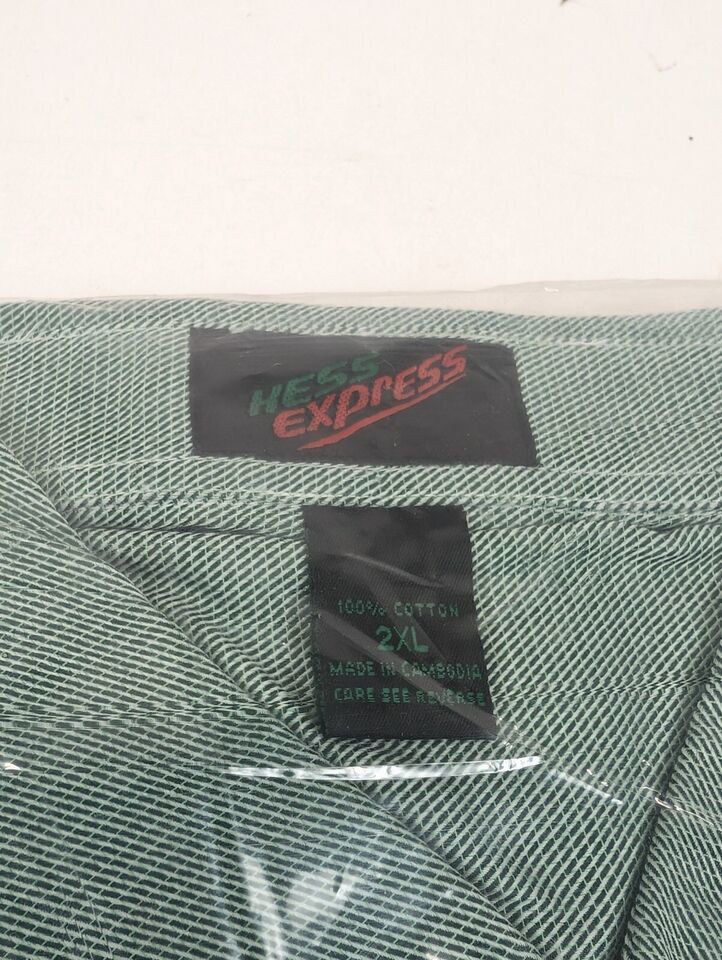 HESS
EXPRESS
100% COTTON
2XL
MADE IN CAMBODIA
CARE SEE REVERSE